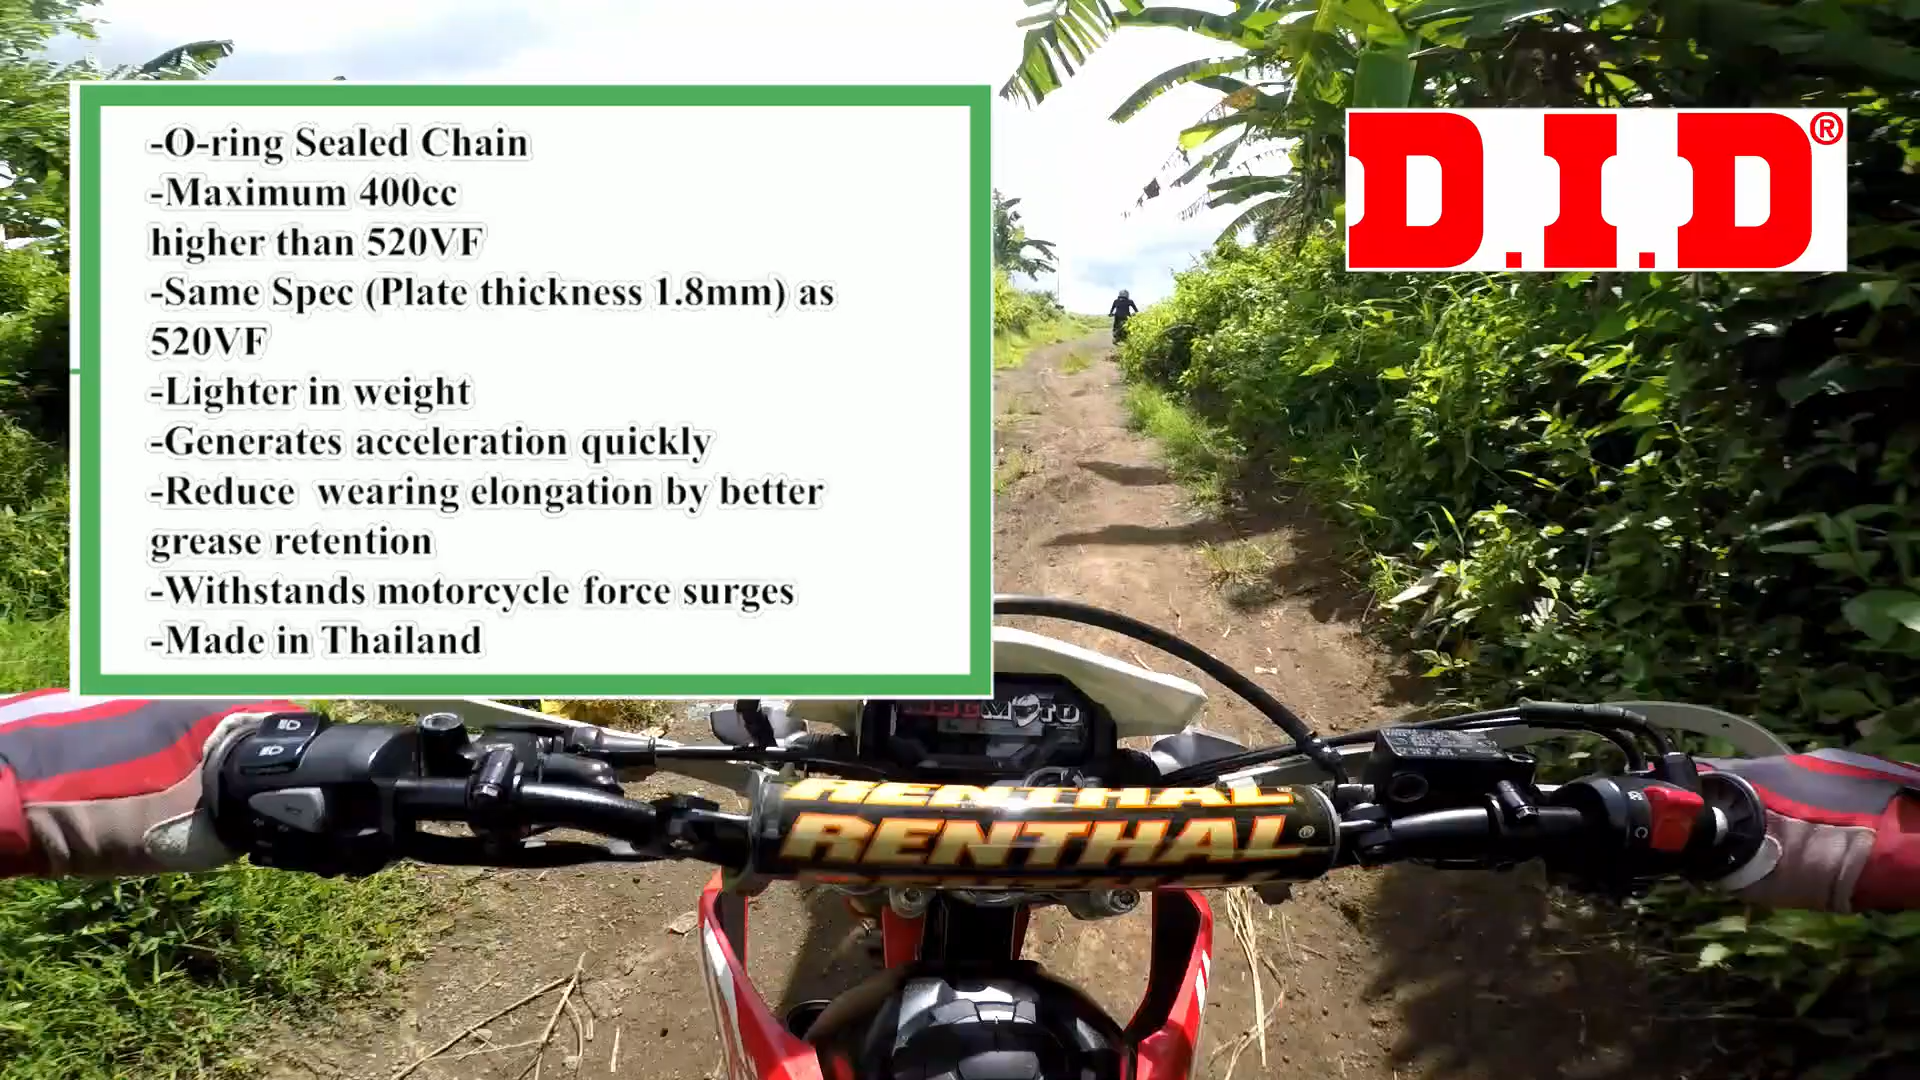 -O-ring Sealed Chain
-Maximum 400cc
higher than 520VF
-Same Spec (Plate thickness 1.8mm) as
520VF
-Lighter in weight
-Generates acceleration quickly
-Reduce  wearing elongation by better
grease retention
-Withstands motorcycle force surges
-Made in Thailand
D.I.D®
MOTO
RENTHAL
RENTHAL®